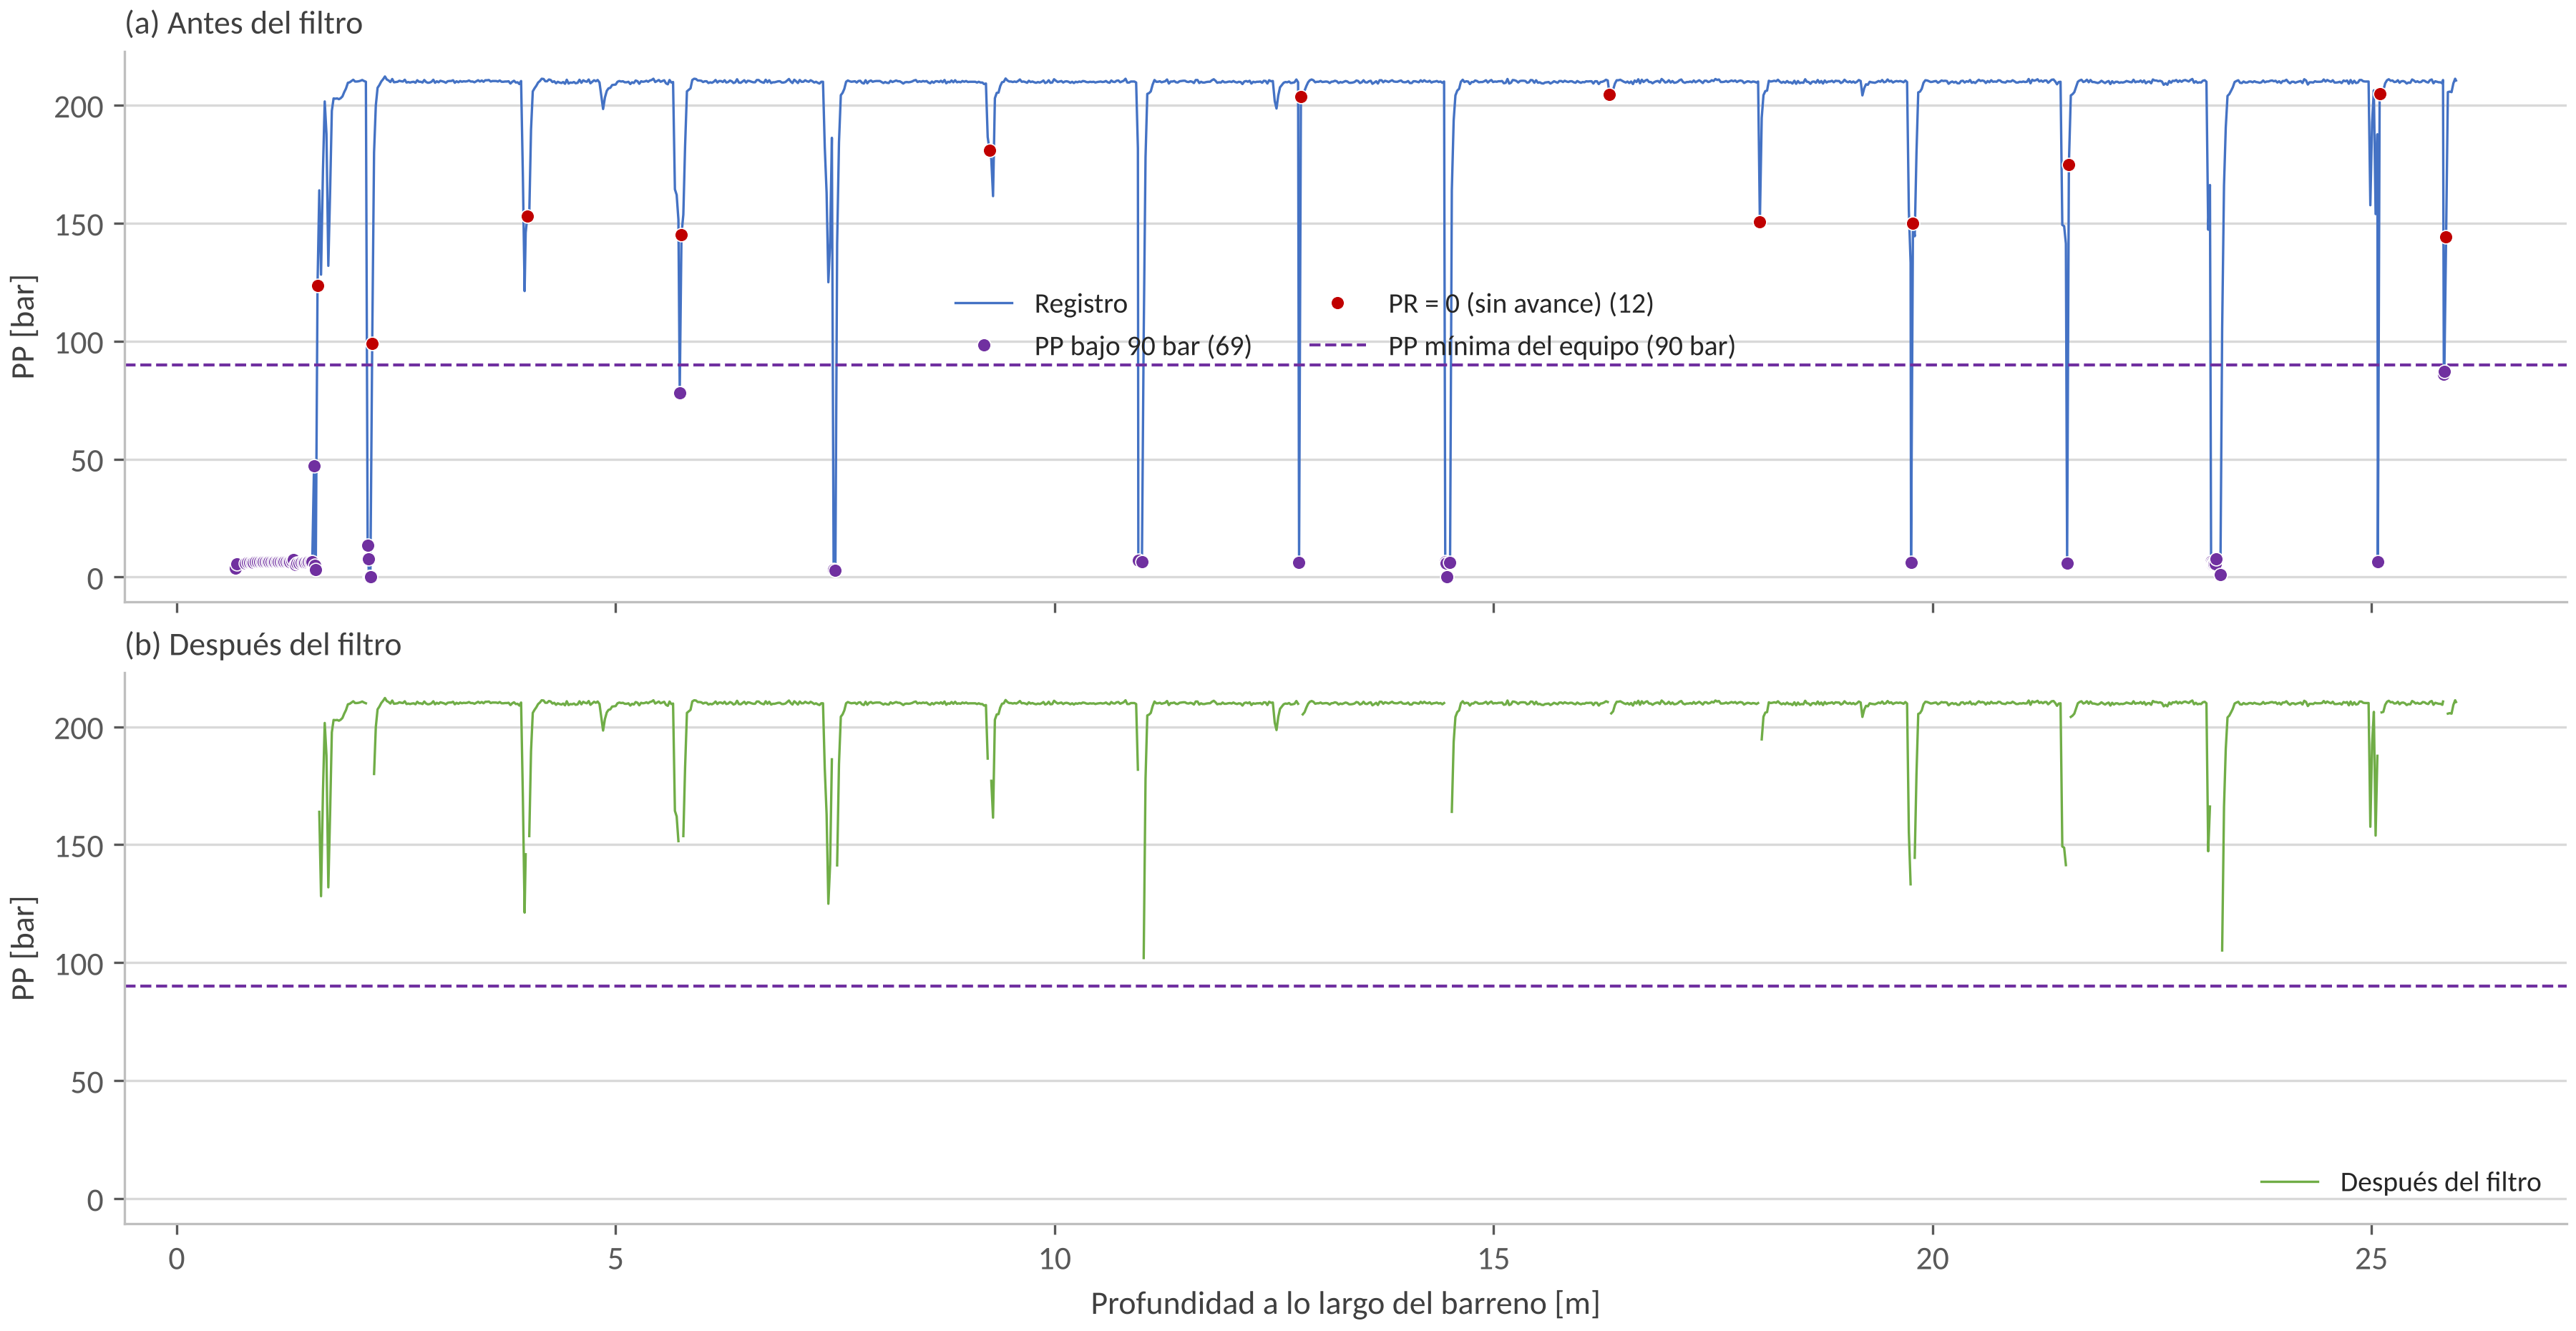 (a) Antes del filtro
PP [bar]
200
150
100
50
0
Registro
PR = 0 (sin avance) (12)
PP bajo 90 bar (69)
PP mínima del equipo (90 bar)
(b) Después del filtro
PP [bar]
200
150
100
50
0
Después del filtro
0 5 10 15 20 25
Profundidad a lo largo del barreno [m]